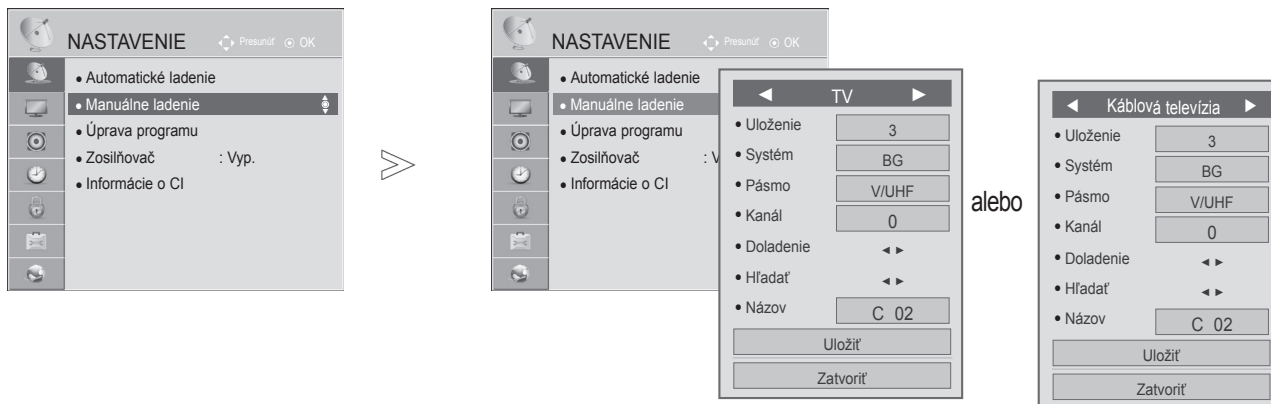 NASTAVENIE Presunúť OK
• Automatické ladenie
• Manuálne ladenie
• Úprava programu
• Zosilňovač : Vyp.
• Informácie o CI
NASTAVENIE Presunúť OK
• Automatické ladenie
• Manuálne ladenie
• Úprava programu
• Zosilňovač : V
• Informácie o CI
◄ TV ►
• Uloženie 3
• Systém BG
• Pásmo V/UHF
• Kanál 0
• Doladenie ◄ ►
• Hľadať ◄ ►
• Názov C 02
Uložiť
Zatvoriť
alebo
◄ Káblová televízia ►
• Uloženie 3
• Systém BG
• Pásmo V/UHF
• Kanál 0
• Doladenie ◄ ►
• Hľadať ◄ ►
• Názov C 02
Uložiť
Zatvoriť